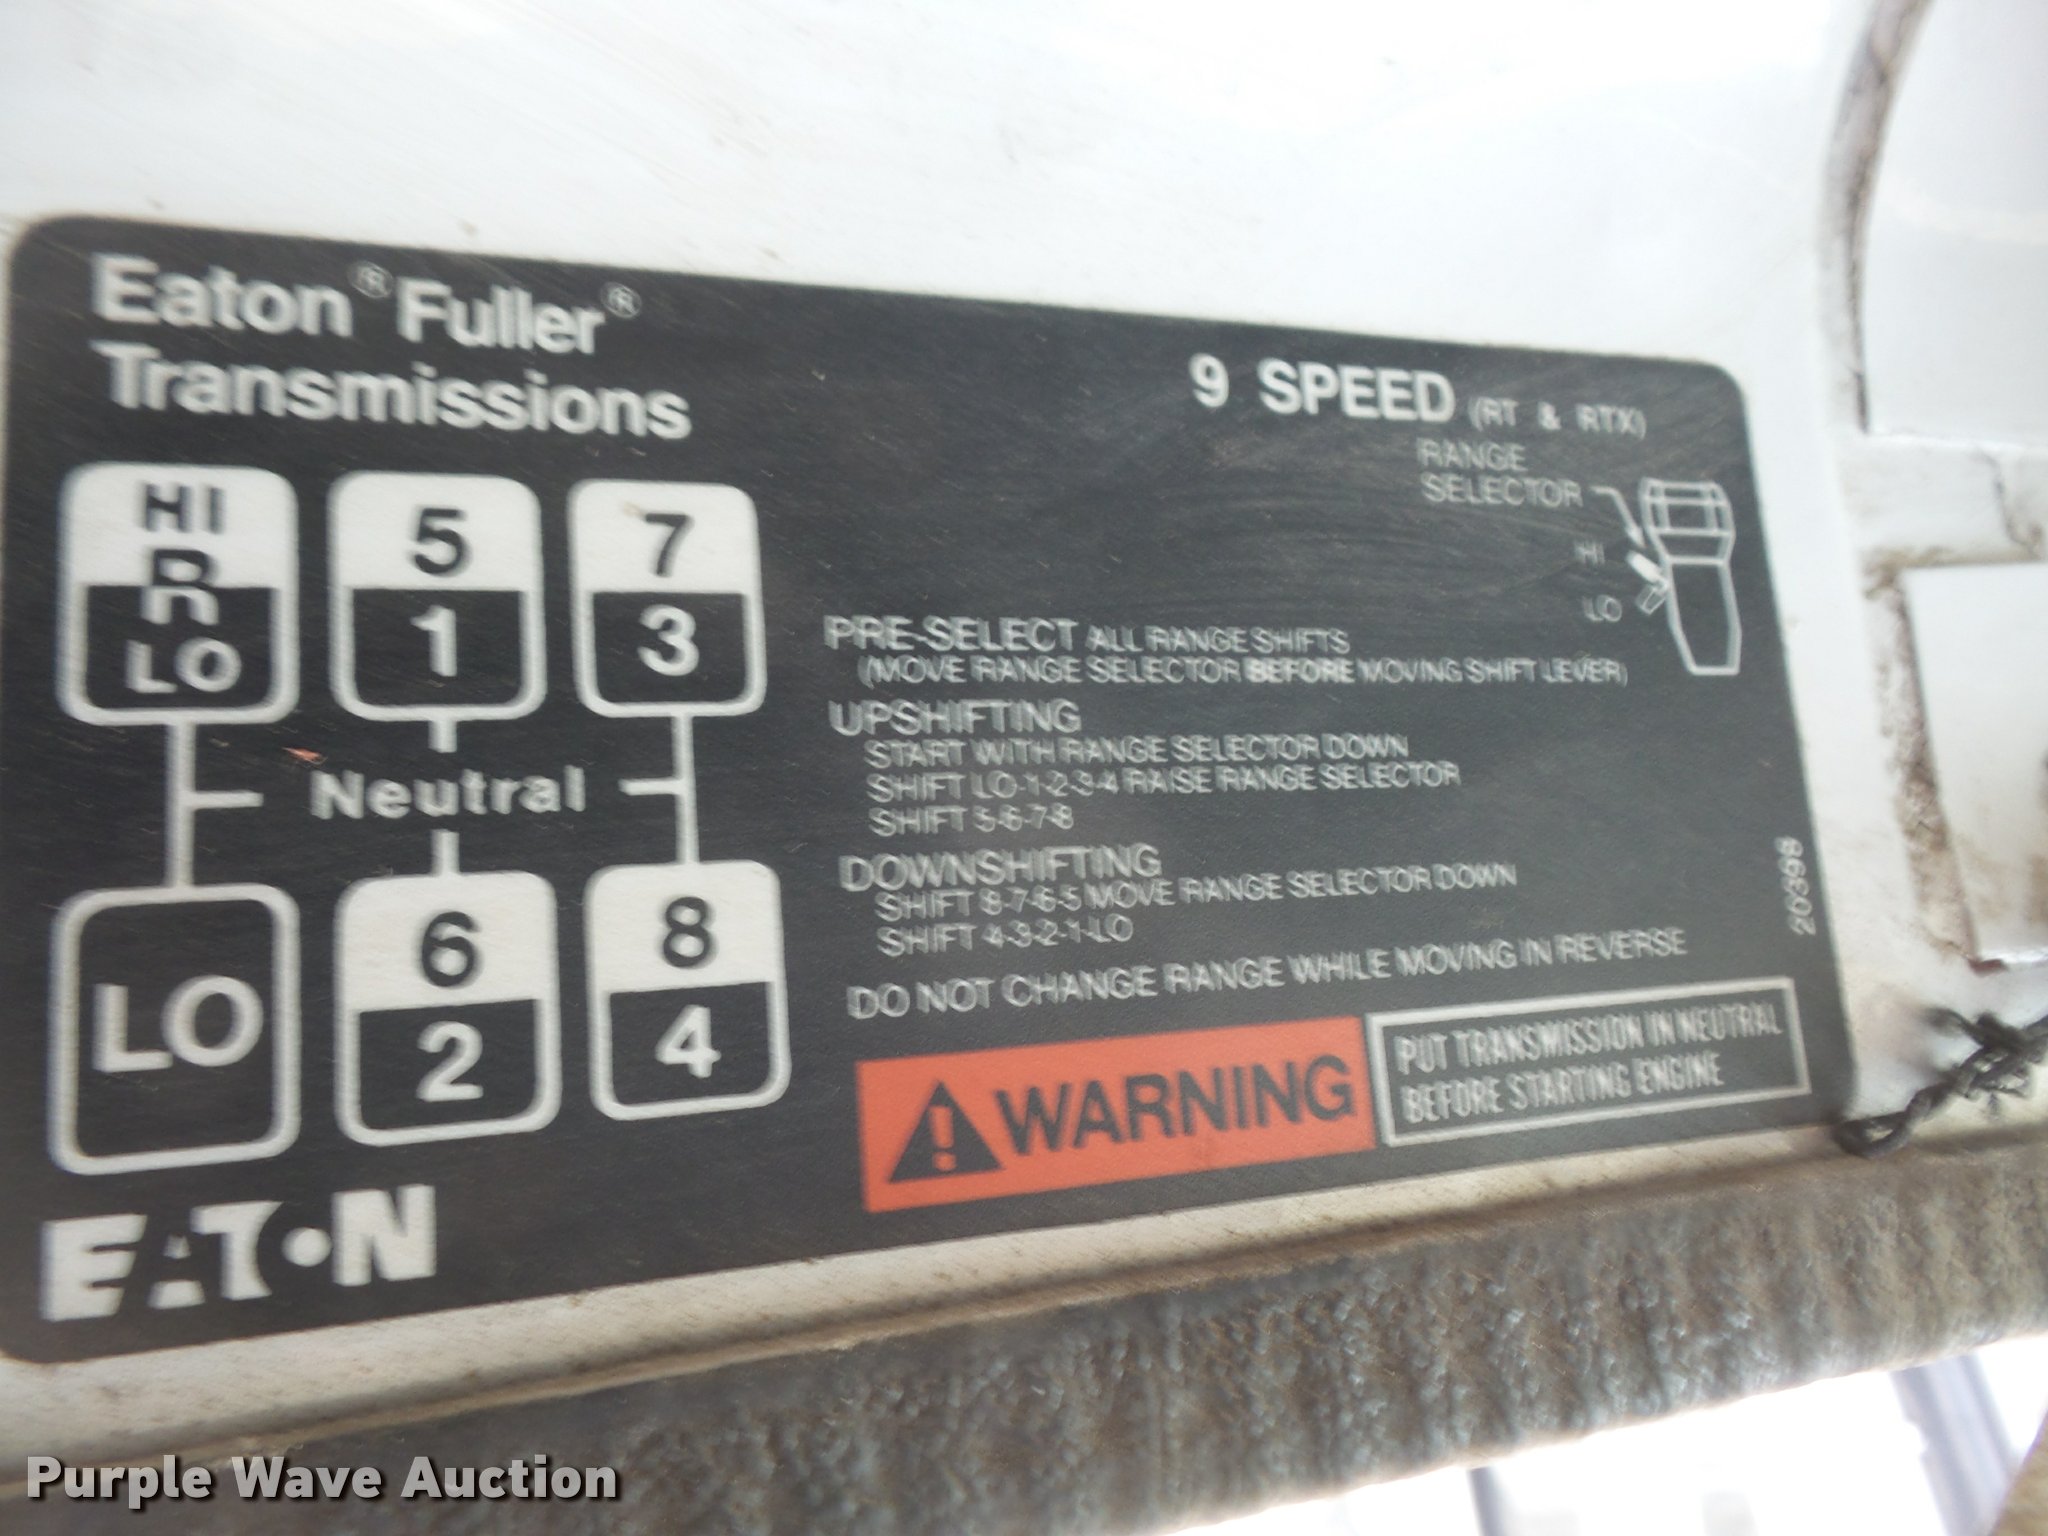 Eaton® Fuller®
Transmissions
9 SPEED (RT & RTX)
RANGE
SELECTOR
HI
LO
HI
R
LO
5
1
7
3
Neutral
LO
6
2
8
4
PRE-SELECT ALL RANGE SHIFTS
(MOVE RANGE SELECTOR BEFORE MOVING SHIFT LEVER)
UPSHIFTING
START WITH RANGE SELECTOR DOWN
SHIFT LO-1-2-3-4 RAISE RANGE SELECTOR
SHIFT 5-6-7-8
DOWNSHIFTING
SHIFT 8-7-6-5 MOVE RANGE SELECTOR DOWN
SHIFT 4-3-2-1-LO
DO NOT CHANGE RANGE WHILE MOVING IN REVERSE
20398
WARNING
PUT TRANSMISSION IN NEUTRAL
BEFORE STARTING ENGINE
EATON
Purple Wave Auction